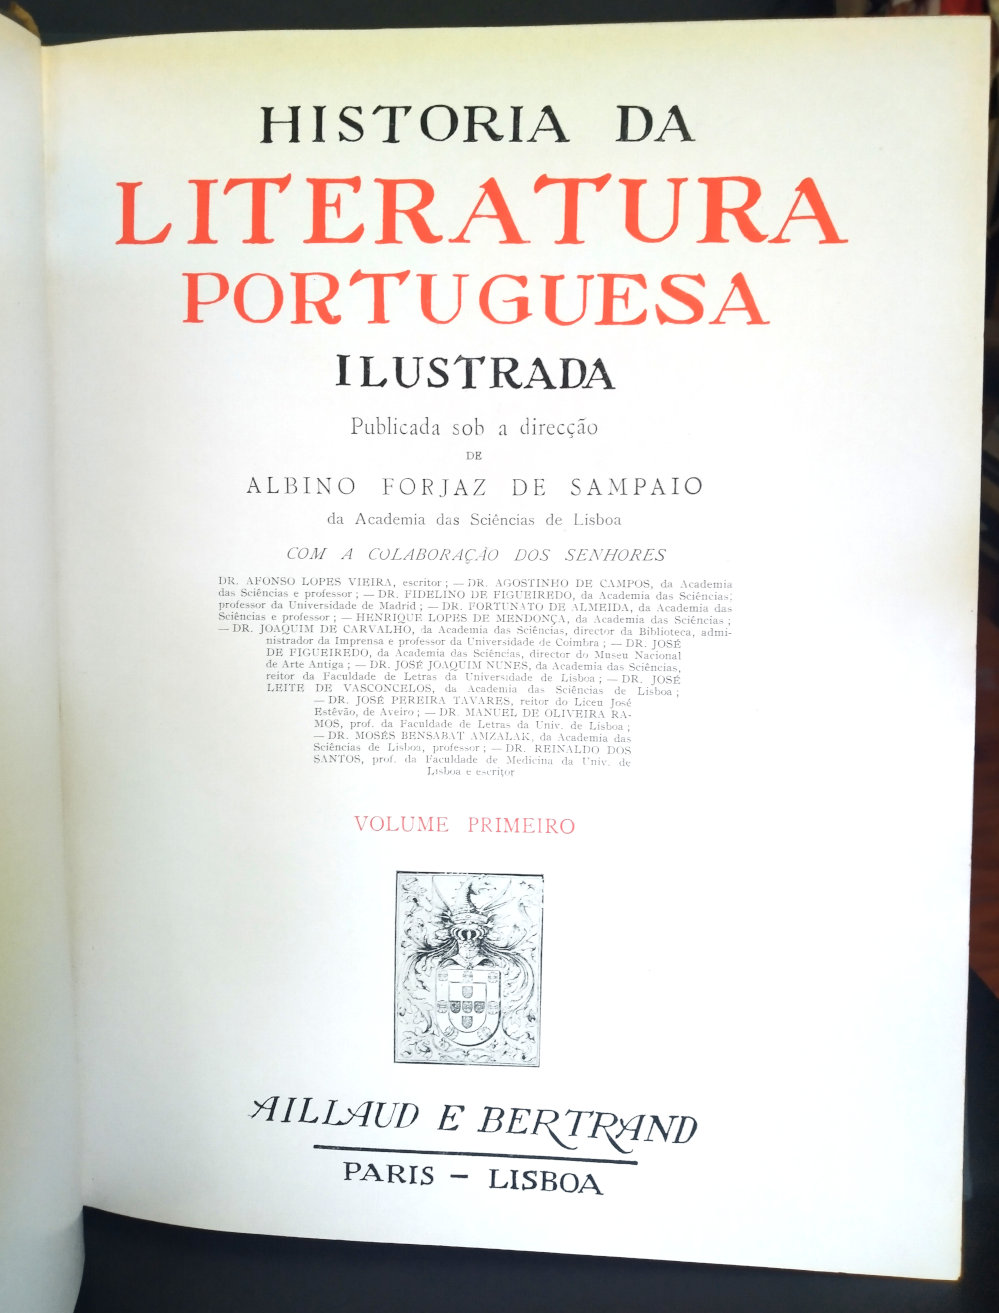 HISTORIA DA
LITERATURA
PORTUGUESA
ILUSTRADA
Publicada sob a direcção
DE
ALBINO FORJAZ DE SAMPAIO
da Academia das Sciências de Lisboa
COM A COLABORAÇÃO DOS SENHORES
DR. AFONSO LOPES VIEIRA, escritor; — DR. AGOSTINHO DE CAMPOS, da Academia
das Sciências e professor; — DR. FIDELINO DE FIGUEIREDO, da Academia das Sciências,
professor da Universidade de Madrid; — DR. FORTUNATO DE ALMEIDA, da Academia das
Sciências e professor; — HENRIQUE LOPES DE MENDONÇA, da Academia das Sciências;
— DR. JOAQUIM DE CARVALHO, da Academia das Sciências, director da Biblioteca, admi-
nistrador da Imprensa e professor da Universidade de Coimbra; — DR. JOSÉ
DE FIGUEIREDO, da Academia das Sciências, director do Museu Nacional
de Arte Antiga; — DR. JOSÉ JOAQUIM NUNES, da Academia das Sciências,
reitor da Faculdade de Letras da Universidade de Lisboa; — DR. JOSÉ
LEITE DE VASCONCELOS, da Academia das Sciências de Lisboa;
— DR. JOSÉ PEREIRA TAVARES, reitor do Liceu José
Estêvão, de Aveiro; — DR. MANUEL DE OLIVEIRA RA-
MOS, prof. da Faculdade de Letras da Univ. de Lisboa;
— DR. MOSÉS BENSABAT AMZALAK, da Academia das
Sciências de Lisboa, professor; — DR. REINALDO DOS
SANTOS, prof. da Faculdade de Medicina da Univ. de
Lisboa e escritor
VOLUME PRIMEIRO
AILLAUD E BERTRAND
PARIS – LISBOA